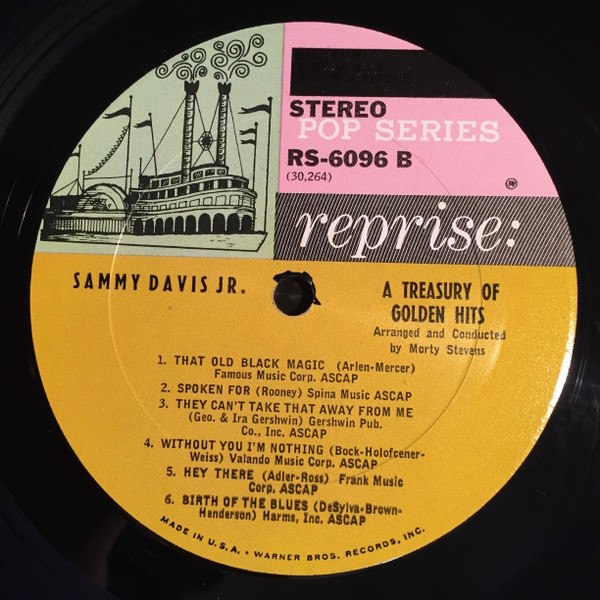 STEREO
POP SERIES
RS-6096 B
(30,264)
reprise:
SAMMY DAVIS JR.
A TREASURY OF
GOLDEN HITS
Arranged and Conducted
by Morty Stevens
1. THAT OLD BLACK MAGIC (Arlen-Mercer)
Famous Music Corp. ASCAP
2. SPOKEN FOR (Rooney) Spina Music ASCAP
3. THEY CAN'T TAKE THAT AWAY FROM ME
(Geo. & Ira Gershwin) Gershwin Pub.
Co., Inc. ASCAP
4. WITHOUT YOU I'M NOTHING (Bock-Holofcener-
Weiss) Valando Music Corp. ASCAP
5. HEY THERE (Adler-Ross) Frank Music
Corp. ASCAP
6. BIRTH OF THE BLUES (DeSylva-Brown-
Henderson) Harms, Inc. ASCAP
MADE IN U.S.A. • WARNER BROS. RECORDS, INC.